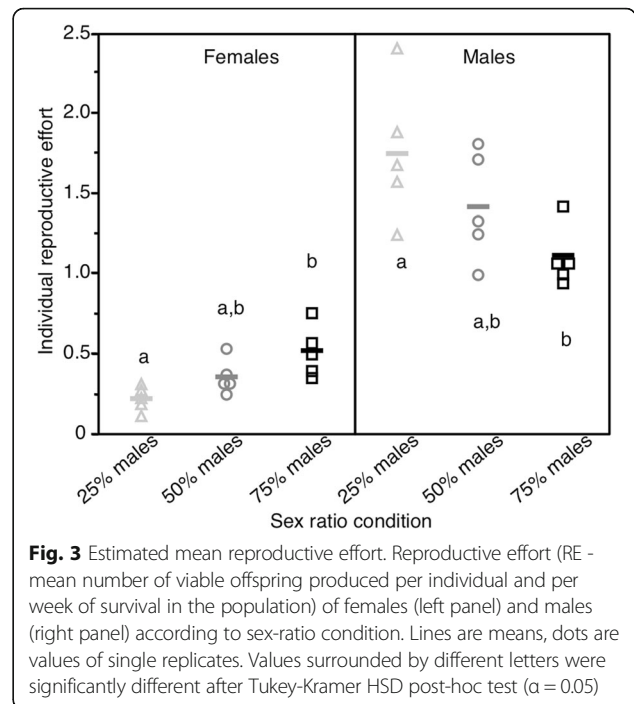 2.5
Females
Males
2.0
1.5
1.0
0.5
0
Individual reproductive effort
a
a,b
b
a
a,b
b
25% males
50% males
75% males
25% males
50% males
75% males
Sex ratio condition
Fig. 3 Estimated mean reproductive effort. Reproductive effort (RE -
mean number of viable offspring produced per individual and per
week of survival in the population) of females (left panel) and males
(right panel) according to sex-ratio condition. Lines are means, dots are
values of single replicates. Values surrounded by different letters were
significantly different after Tukey-Kramer HSD post-hoc test (α = 0.05)